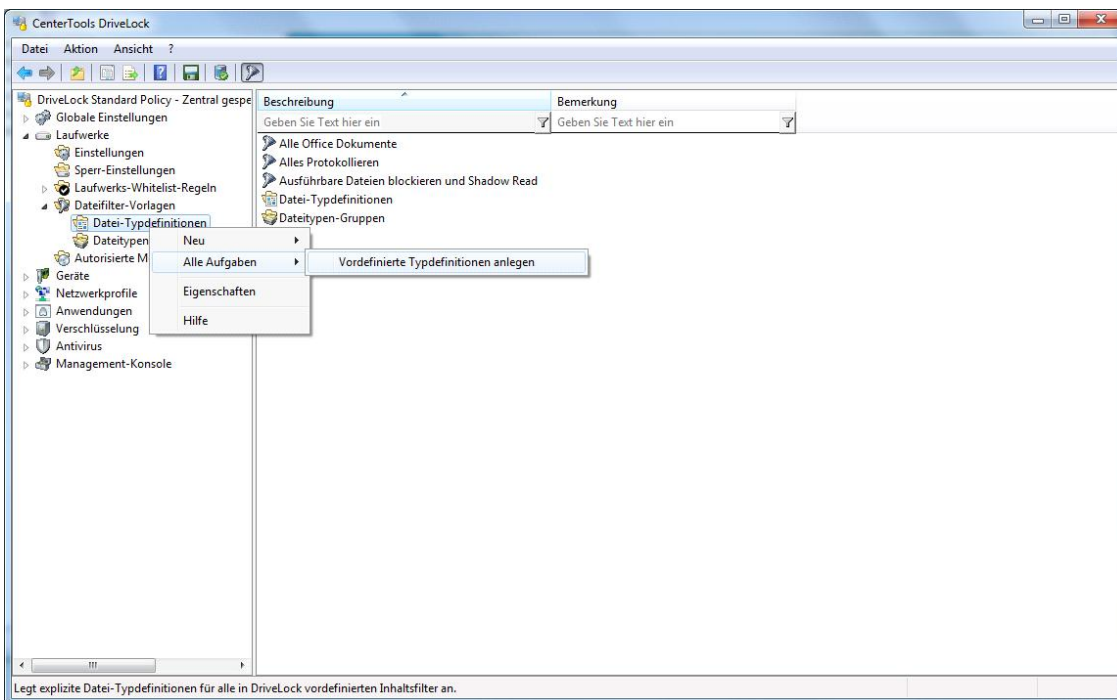 CenterTools DriveLock
Datei Aktion Ansicht ?
DriveLock Standard Policy - Zentral gespe
Globale Einstellungen
Laufwerke
Einstellungen
Sperr-Einstellungen
Laufwerks-Whitelist-Regeln
Dateifilter-Vorlagen
Datei-Typdefinitionen
Dateitypen
Autorisierte M
Geräte
Netzwerkprofile
Anwendungen
Verschlüsselung
Antivirus
Management-Konsole
Neu
Alle Aufgaben
Eigenschaften
Hilfe
Vordefinierte Typdefinitionen anlegen
Beschreibung Bemerkung
Geben Sie Text hier ein Geben Sie Text hier ein
Alle Office Dokumente
Alles Protokollieren
Ausführbare Dateien blockieren und Shadow Read
Datei-Typdefinitionen
Dateitypen-Gruppen
Legt explizite Datei-Typdefinitionen für alle in DriveLock vordefinierten Inhaltsfilter an.